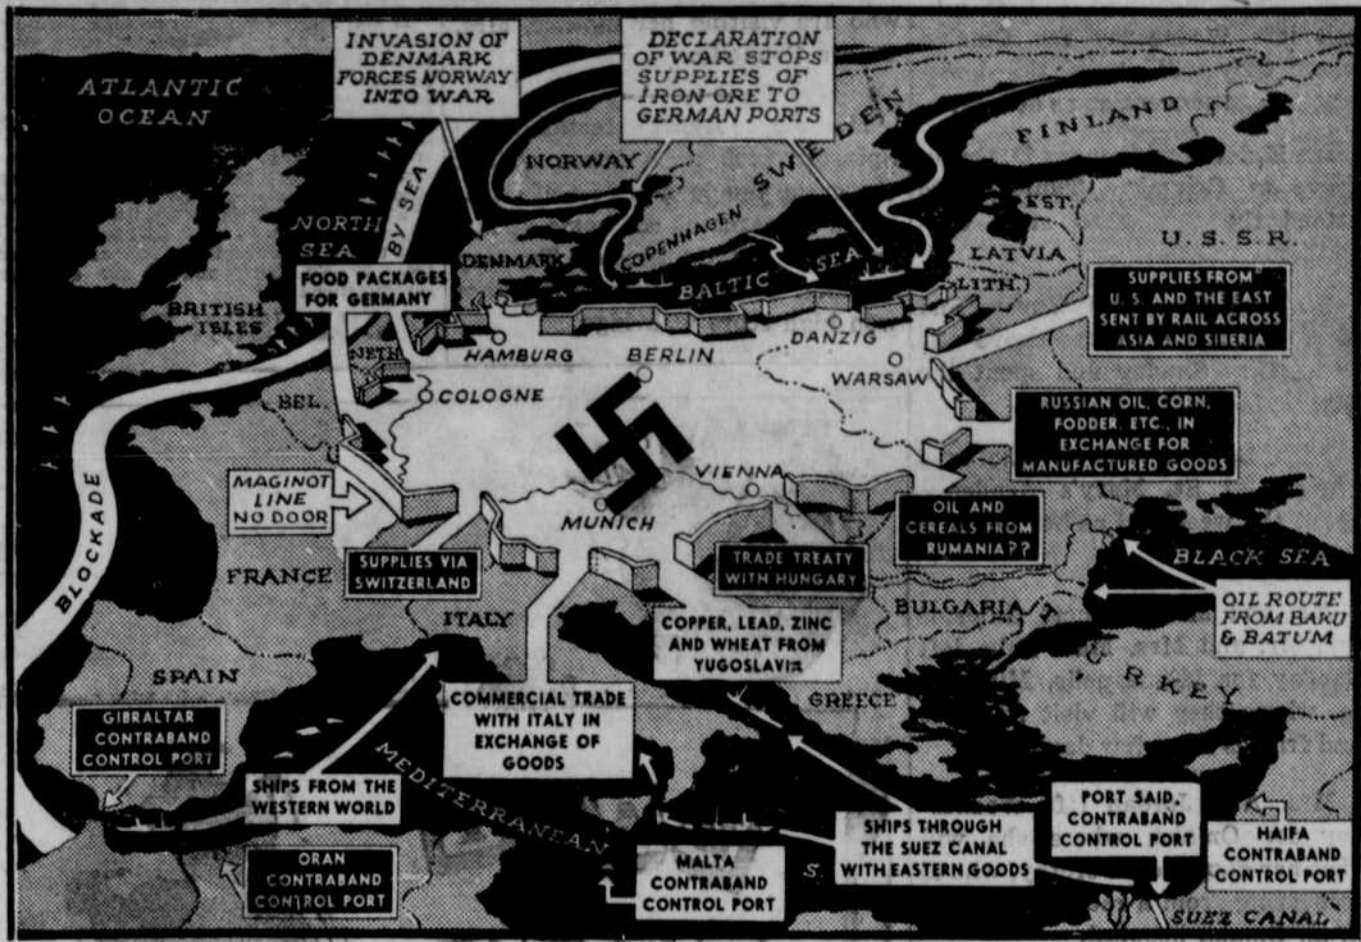 INVASION OF
DENMARK
FORCES NORWAY
INTO WAR
DECLARATION
OF WAR STOPS
SUPPLIES OF
IRON ORE TO
GERMAN PORTS
ATLANTIC
OCEAN
NORWAY
SWEDEN
FINLAND
NORTH
SEA
BY SEA
DENMARK
COPENHAGEN
BALTIC SEA
EST.
LATVIA
LITH.)
U.S.S.R.
FOOD PACKAGES
FOR GERMANY
BRITISH
ISLES
SUPPLIES FROM
U. S. AND THE EAST
SENT BY RAIL ACROSS
ASIA AND SIBERIA
NETH.
HAMBURG
BERLIN
DANZIG
WARSAW
BEL.
COLOGNE
RUSSIAN OIL, CORN,
FODDER, ETC., IN
EXCHANGE FOR
MANUFACTURED GOODS
MAGINOT
LINE
NO DOOR
VIENNA
MUNICH
OIL AND
CEREALS FROM
RUMANIA??
BLOCKADE
FRANCE
SUPPLIES VIA
SWITZERLAND
TRADE TREATY
WITH HUNGARY
BLACK SEA
ITALY
BULGARIA
OIL ROUTE
FROM BAKU
& BATUM
COPPER, LEAD, ZINC
AND WHEAT FROM
YUGOSLAVIA
TURKEY
SPAIN
GREECE
GIBRALTAR
CONTRABAND
CONTROL PORT
COMMERCIAL TRADE
WITH ITALY IN
EXCHANGE OF
GOODS
SHIPS FROM THE
WESTERN WORLD
MEDITERRANEAN
S.
PORT SAID,
CONTRABAND
CONTROL PORT
SHIPS THROUGH
THE SUEZ CANAL
WITH EASTERN GOODS
HAIFA
CONTRABAND
CONTROL PORT
ORAN
CONTRABAND
CONTROL PORT
MALTA
CONTRABAND
CONTROL PORT
SUEZ CANAL